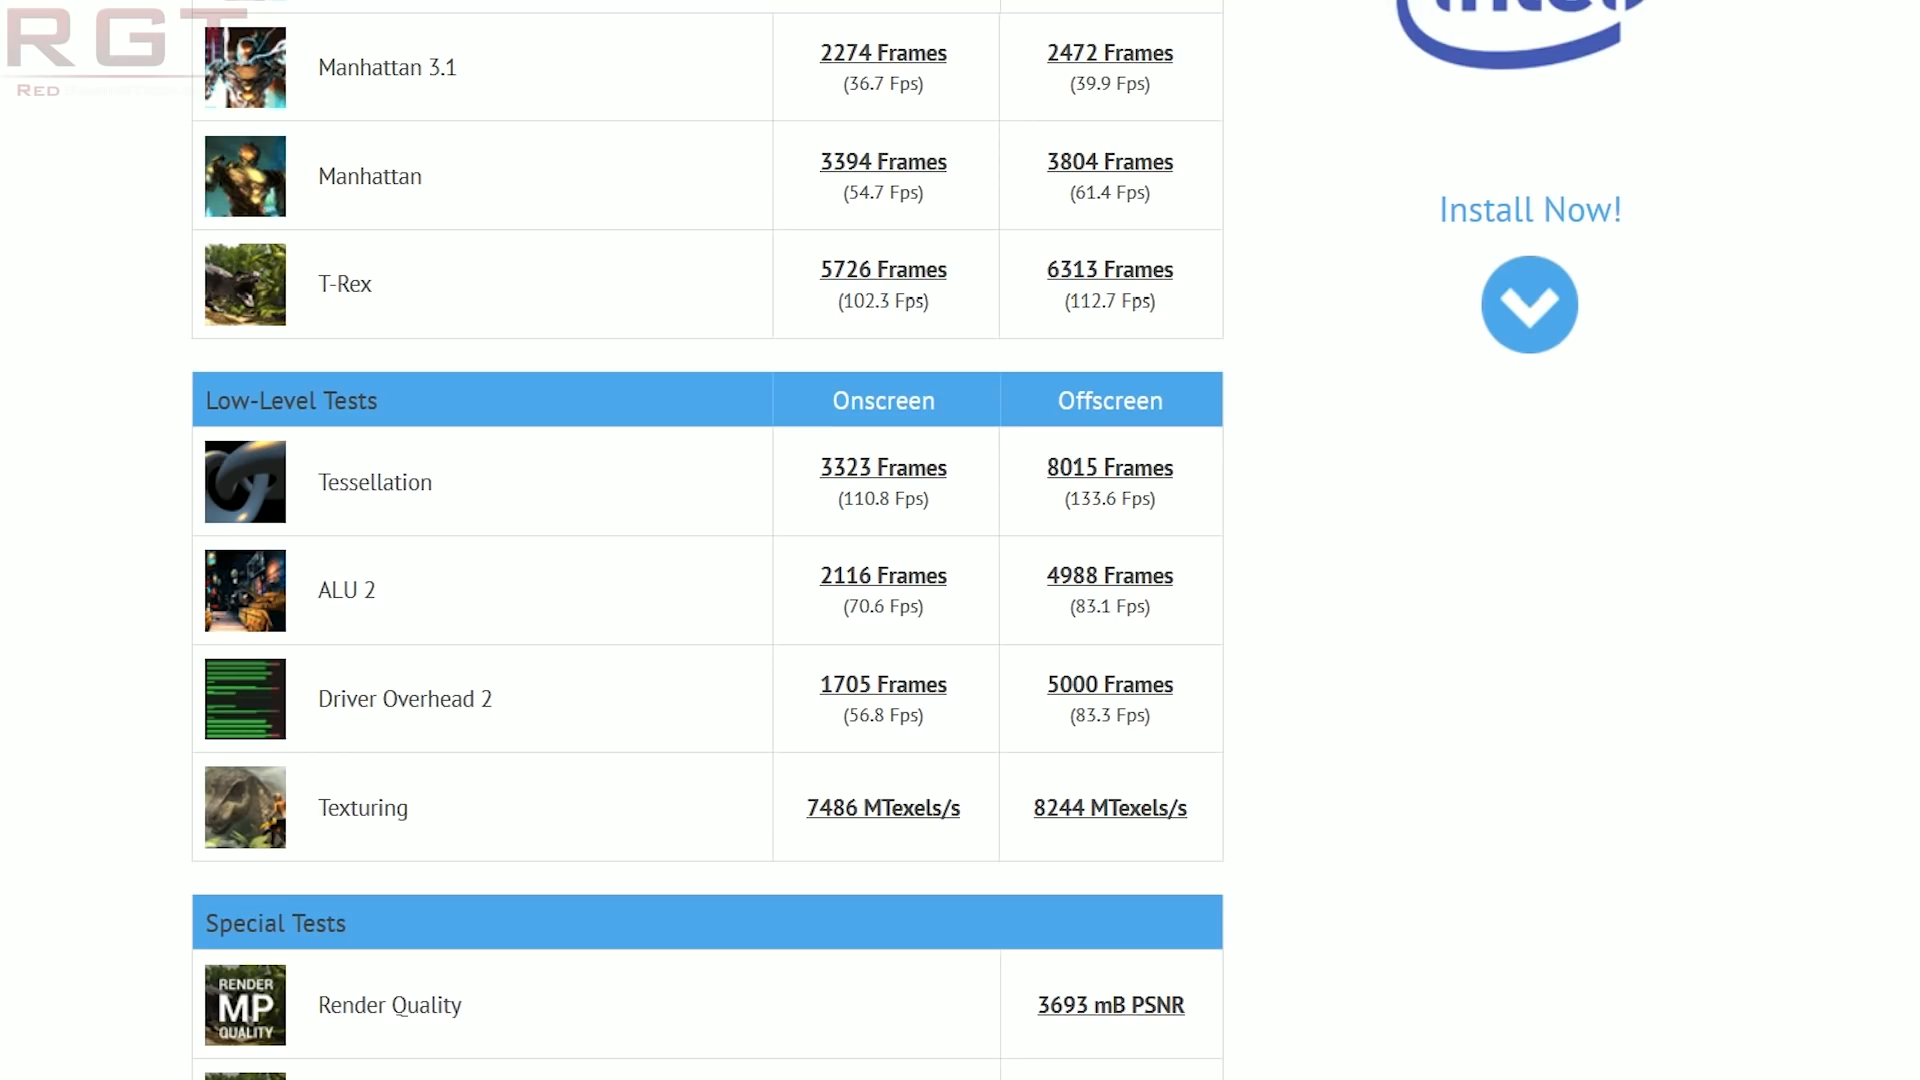 RGT
RED
intel
Manhattan 3.1
2274 Frames
(36.7 Fps)
2472 Frames
(39.9 Fps)
Manhattan
3394 Frames
(54.7 Fps)
3804 Frames
(61.4 Fps)
T-Rex
5726 Frames
(102.3 Fps)
6313 Frames
(112.7 Fps)
Install Now!
Low-Level Tests Onscreen Offscreen
Tessellation
3323 Frames
(110.8 Fps)
8015 Frames
(133.6 Fps)
ALU 2
2116 Frames
(70.6 Fps)
4988 Frames
(83.1 Fps)
Driver Overhead 2
1705 Frames
(56.8 Fps)
5000 Frames
(83.3 Fps)
Texturing
7486 MTexels/s
8244 MTexels/s
Special Tests
RENDER
MP
QUALITY
Render Quality
3693 mB PSNR